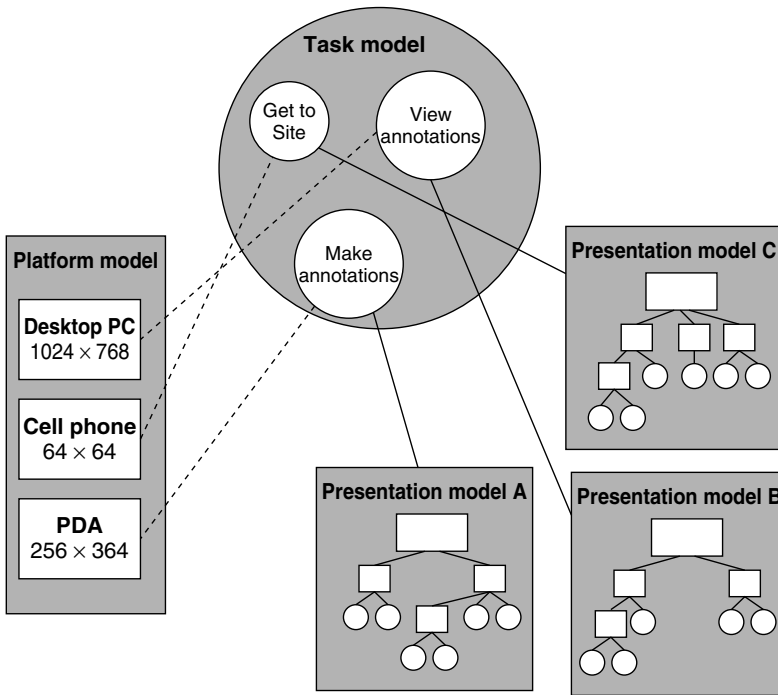 Task model
Get to
Site
View
annotations
Make
annotations
Platform model
Desktop PC
1024 × 768
Cell phone
64 × 64
PDA
256 × 364
Presentation model C
Presentation model A
Presentation model B